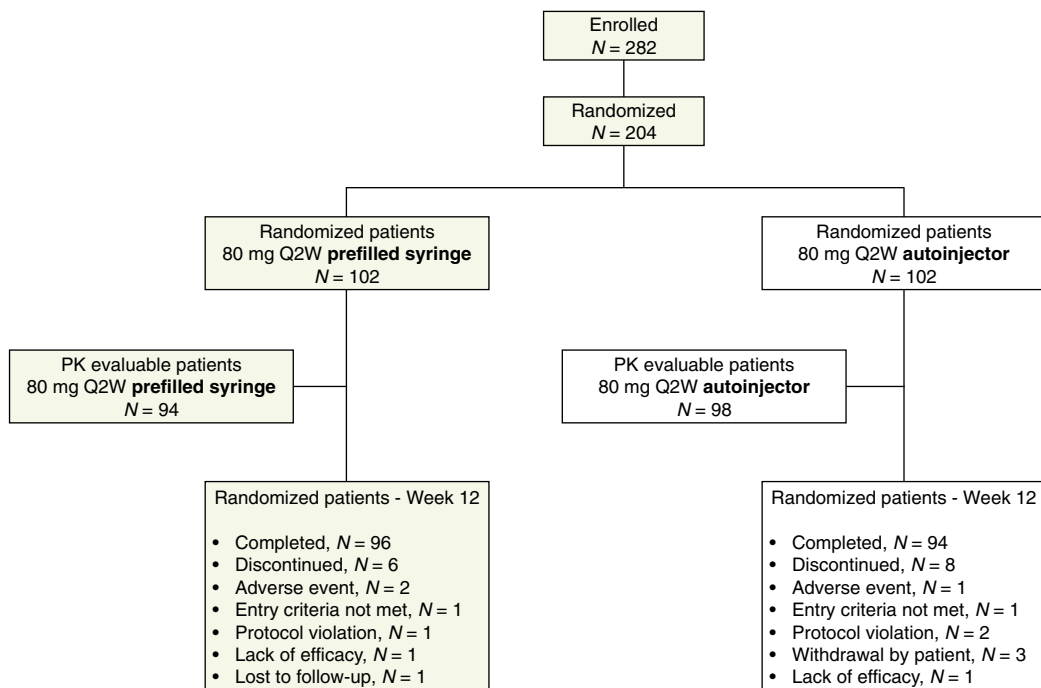 Enrolled
N = 282
Randomized
N = 204
Randomized patients
80 mg Q2W prefilled syringe
N = 102
Randomized patients
80 mg Q2W autoinjector
N = 102
PK evaluable patients
80 mg Q2W prefilled syringe
N = 94
PK evaluable patients
80 mg Q2W autoinjector
N = 98
Randomized patients - Week 12
• Completed, N = 96
• Discontinued, N = 6
• Adverse event, N = 2
• Entry criteria not met, N = 1
• Protocol violation, N = 1
• Lack of efficacy, N = 1
• Lost to follow-up, N = 1
Randomized patients - Week 12
• Completed, N = 94
• Discontinued, N = 8
• Adverse event, N = 1
• Entry criteria not met, N = 1
• Protocol violation, N = 2
• Withdrawal by patient, N = 3
• Lack of efficacy, N = 1